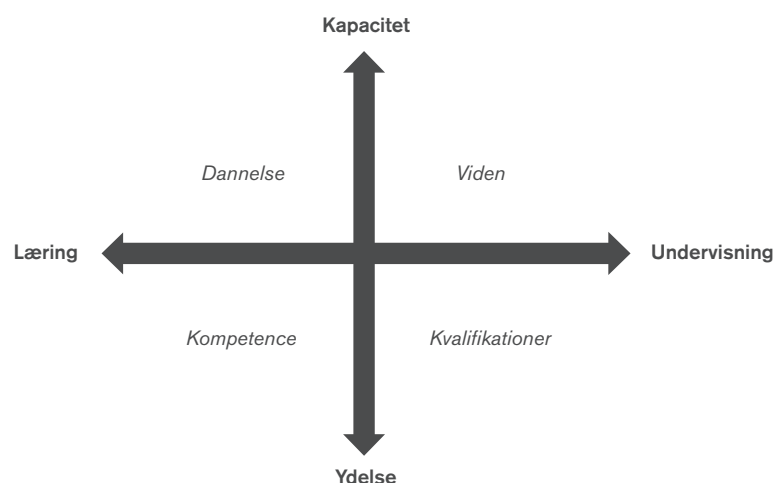 Kapacitet
Dannelse Viden
Læring Undervisning
Kompetence Kvalifikationer
Ydelse